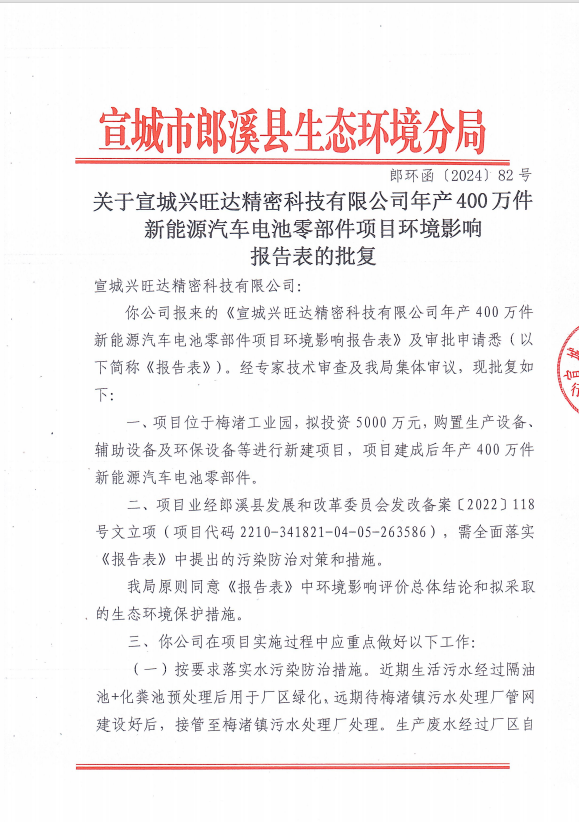 宣城市郎溪县生态环境分局
郎环函〔2024〕82号
关于宣城兴旺达精密科技有限公司年产400万件
新能源汽车电池零部件项目环境影响
报告表的批复
宣城兴旺达精密科技有限公司：
你公司报来的《宣城兴旺达精密科技有限公司年产400万件
新能源汽车电池零部件项目环境影响报告表》及审批申请悉（以
下简称《报告表》）。经专家技术审查及我局集体审议，现批复如
下：
一、项目位于梅渚工业园，拟投资5000万元，购置生产设备、
辅助设备及环保设备等进行新建项目，项目建成后年产400万件
新能源汽车电池零部件。
二、项目业经郎溪县发展和改革委员会发改备案〔2022〕118
号文立项（项目代码2210-341821-04-05-263586），需全面落实
《报告表》中提出的污染防治对策和措施。
我局原则同意《报告表》中环境影响评价总体结论和拟采取
的生态环境保护措施。
三、你公司在项目实施过程中应重点做好以下工作：
（一）按要求落实水污染防治措施。近期生活污水经过隔油
池+化粪池预处理后用于厂区绿化，远期待梅渚镇污水处理厂管网
建设好后，接管至梅渚镇污水处理厂处理。生产废水经过厂区自